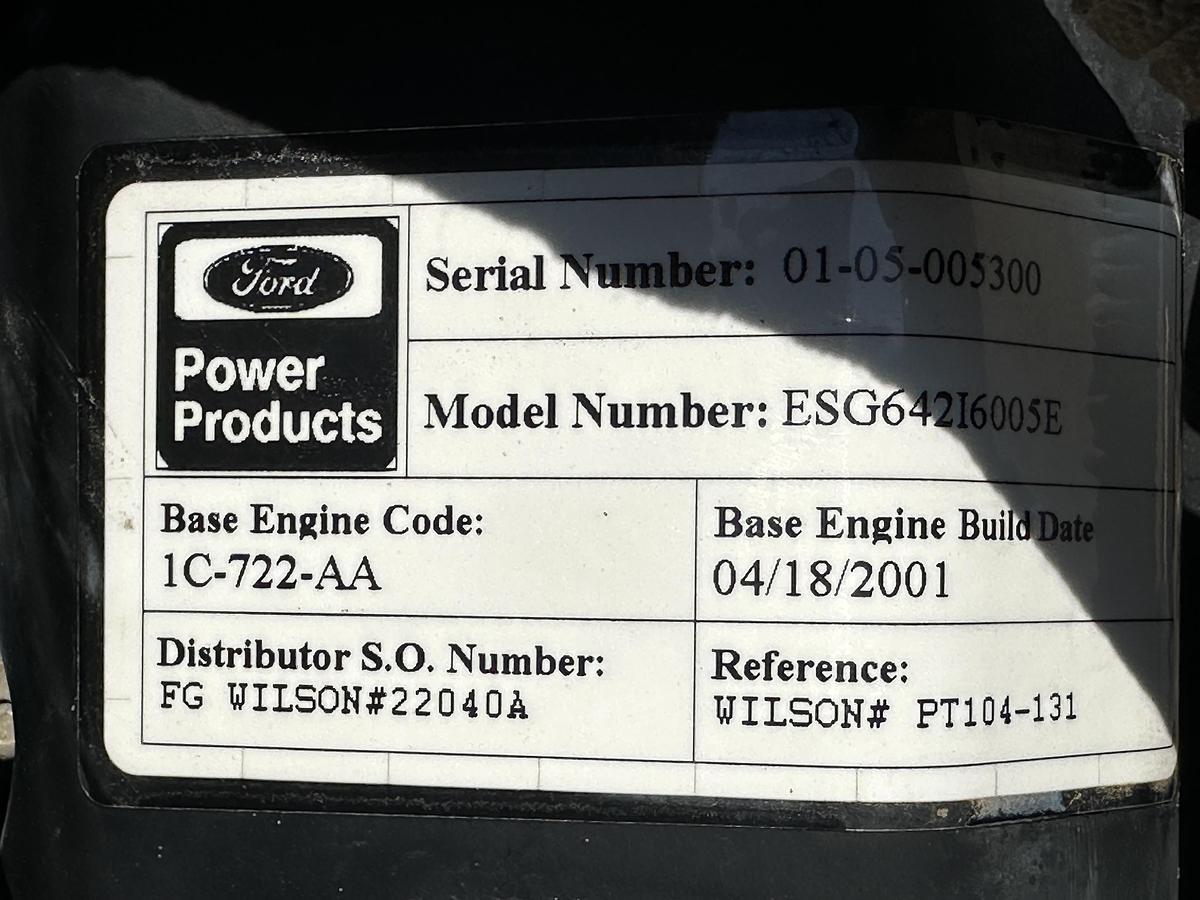 Ford
Power
Products
Serial Number: 01-05-005300
Model Number: ESG642I6005E
Base Engine Code:
1C-722-AA
Base Engine Build Date
04/18/2001
Distributor S.O. Number:
FG WILSON#22040A
Reference:
WILSON# PT104-131